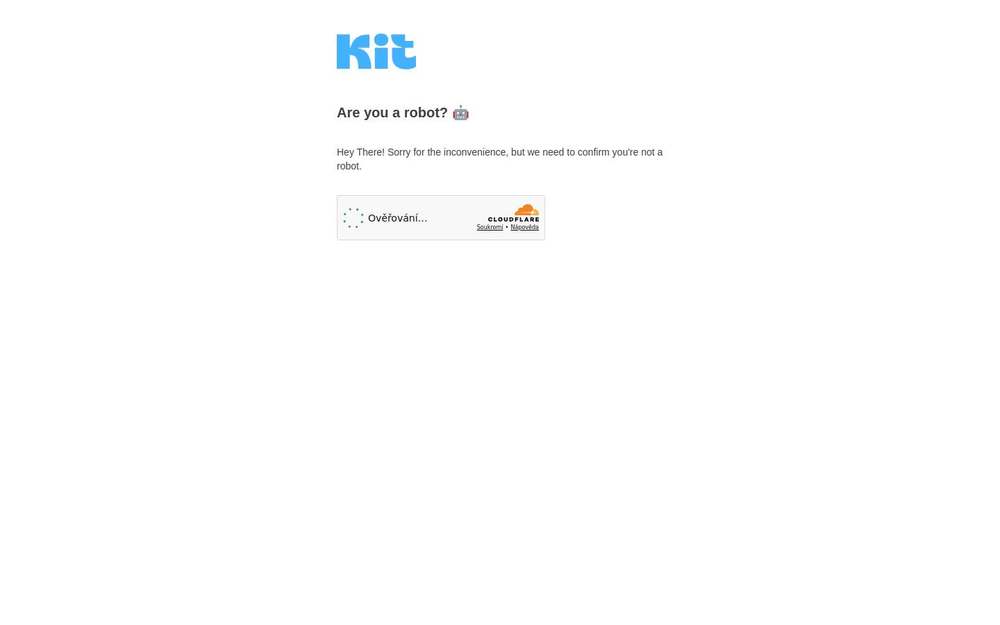 Kit
Are you a robot? 🤖
Hey There! Sorry for the inconvenience, but we need to confirm you're not a
robot.
Ověřování...
CLOUDFLARE
Soukromí • Nápověda